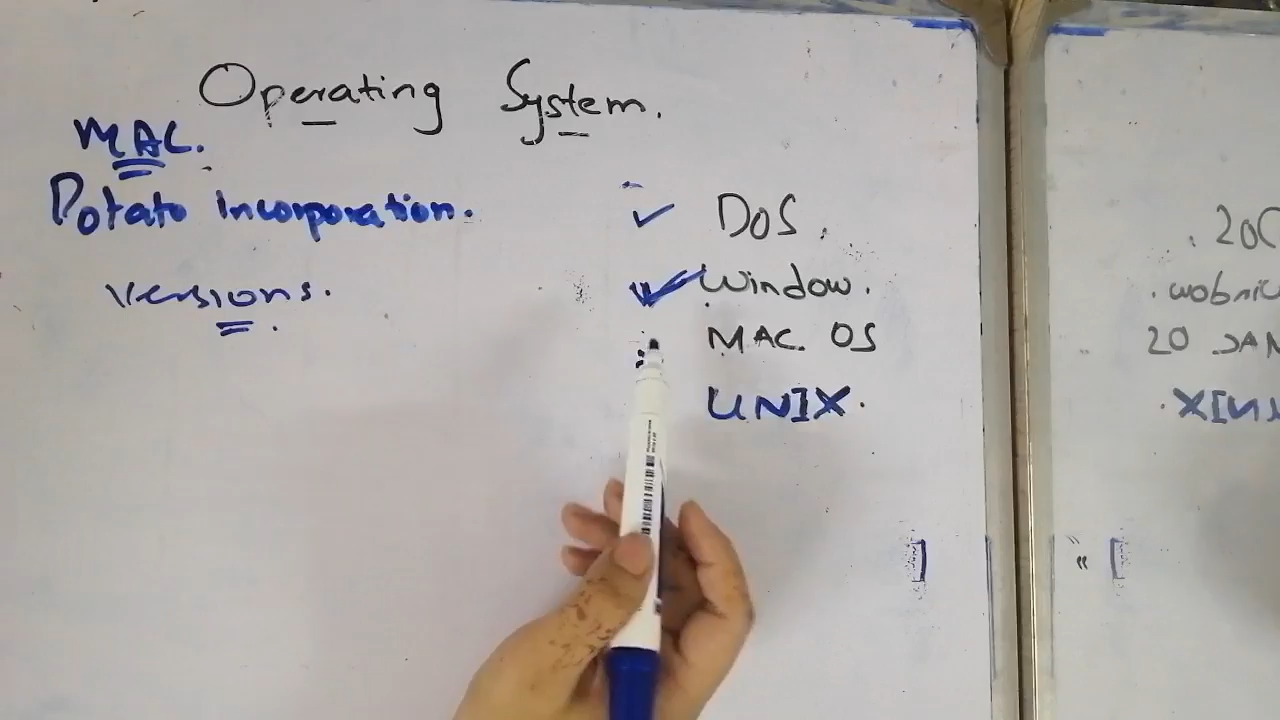 Operating System.
MAC.
Potato Incorporation.
Versions.
DOS.
Window.
MAC. OS
UNIX.